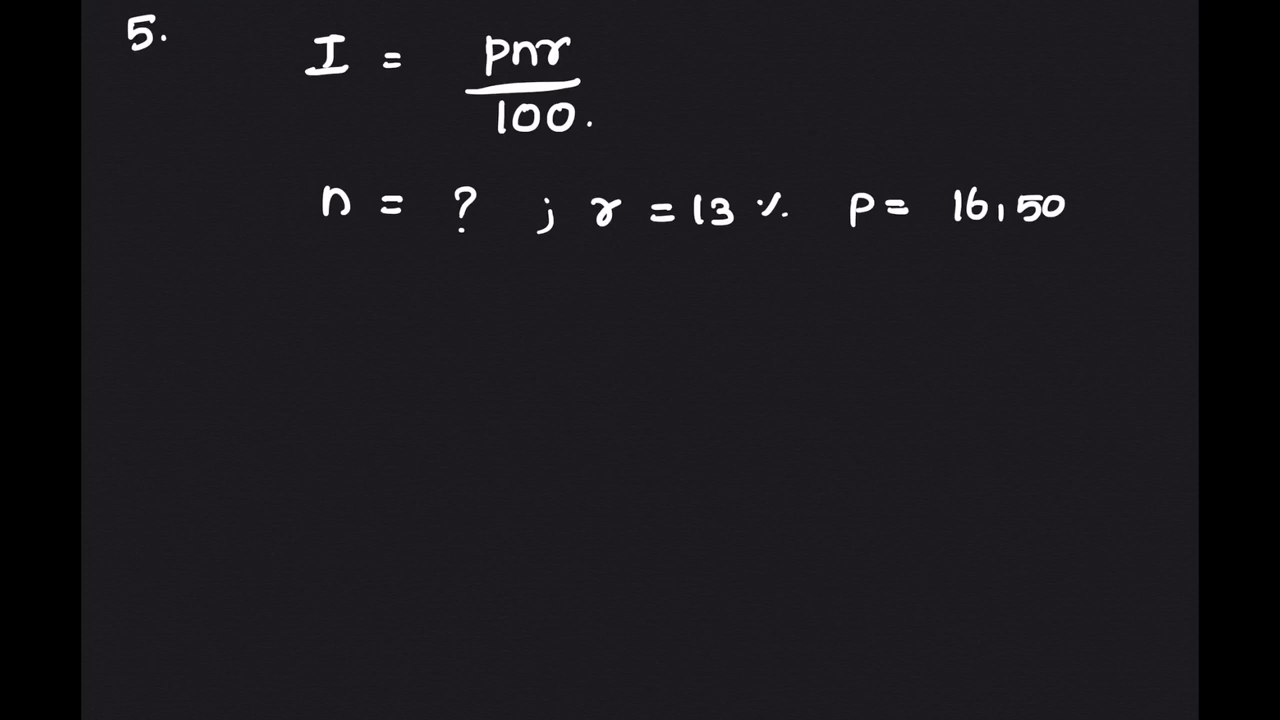 5.
I = pnr / 100.
n = ? ; r = 13 % P = 16,50